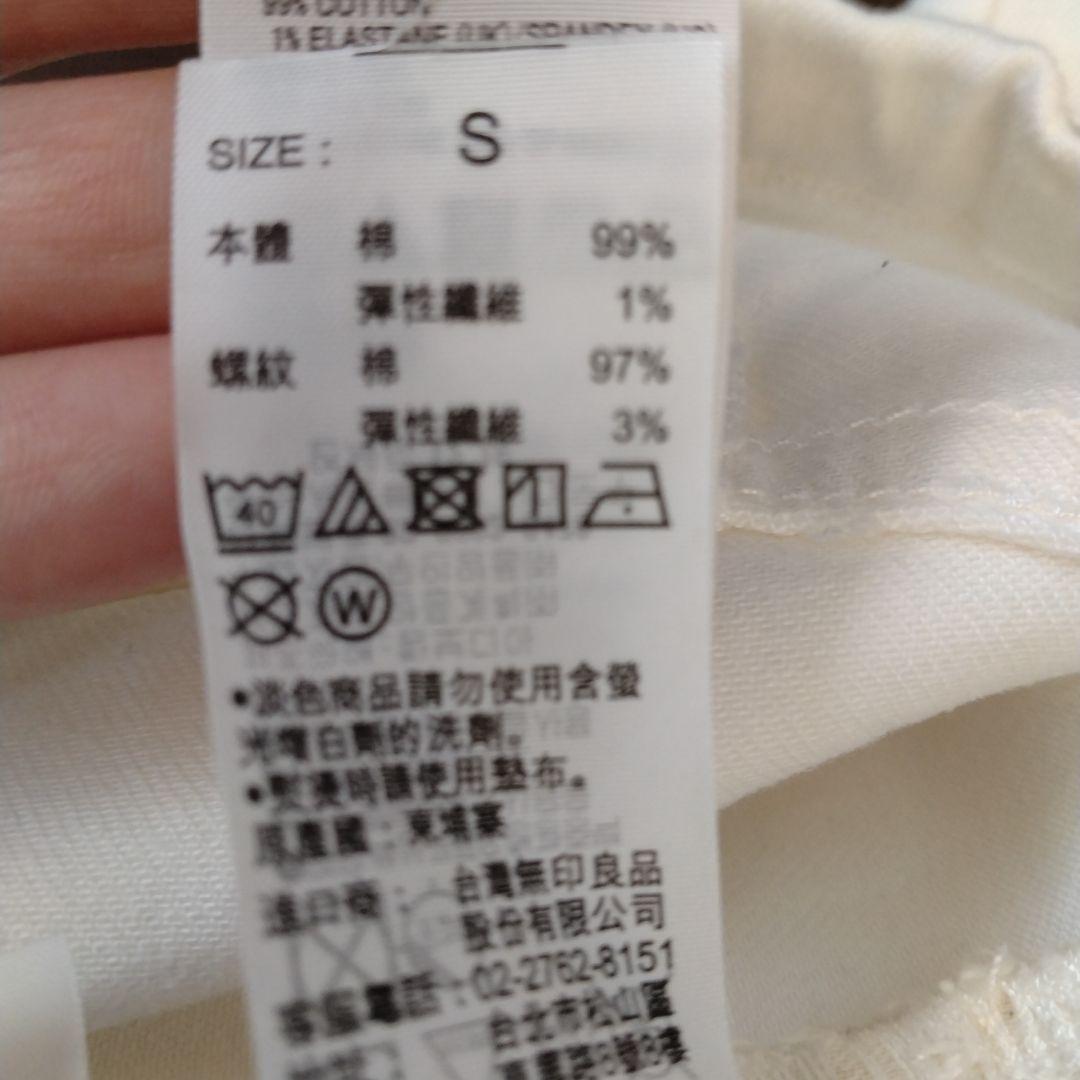 99% COTTON
1% ELASTANE
SIZE : S
本體 棉 99%
彈性纖維 1%
螺紋 棉 97%
彈性纖維 3%
40
W
•淡色商品請勿使用含螢
光增白劑的洗劑。
•熨燙時請使用墊布。
原產國：柬埔寨
進口商： 台灣無印良品
股份有限公司
客服電話：02-2762-8151
台北市松山區